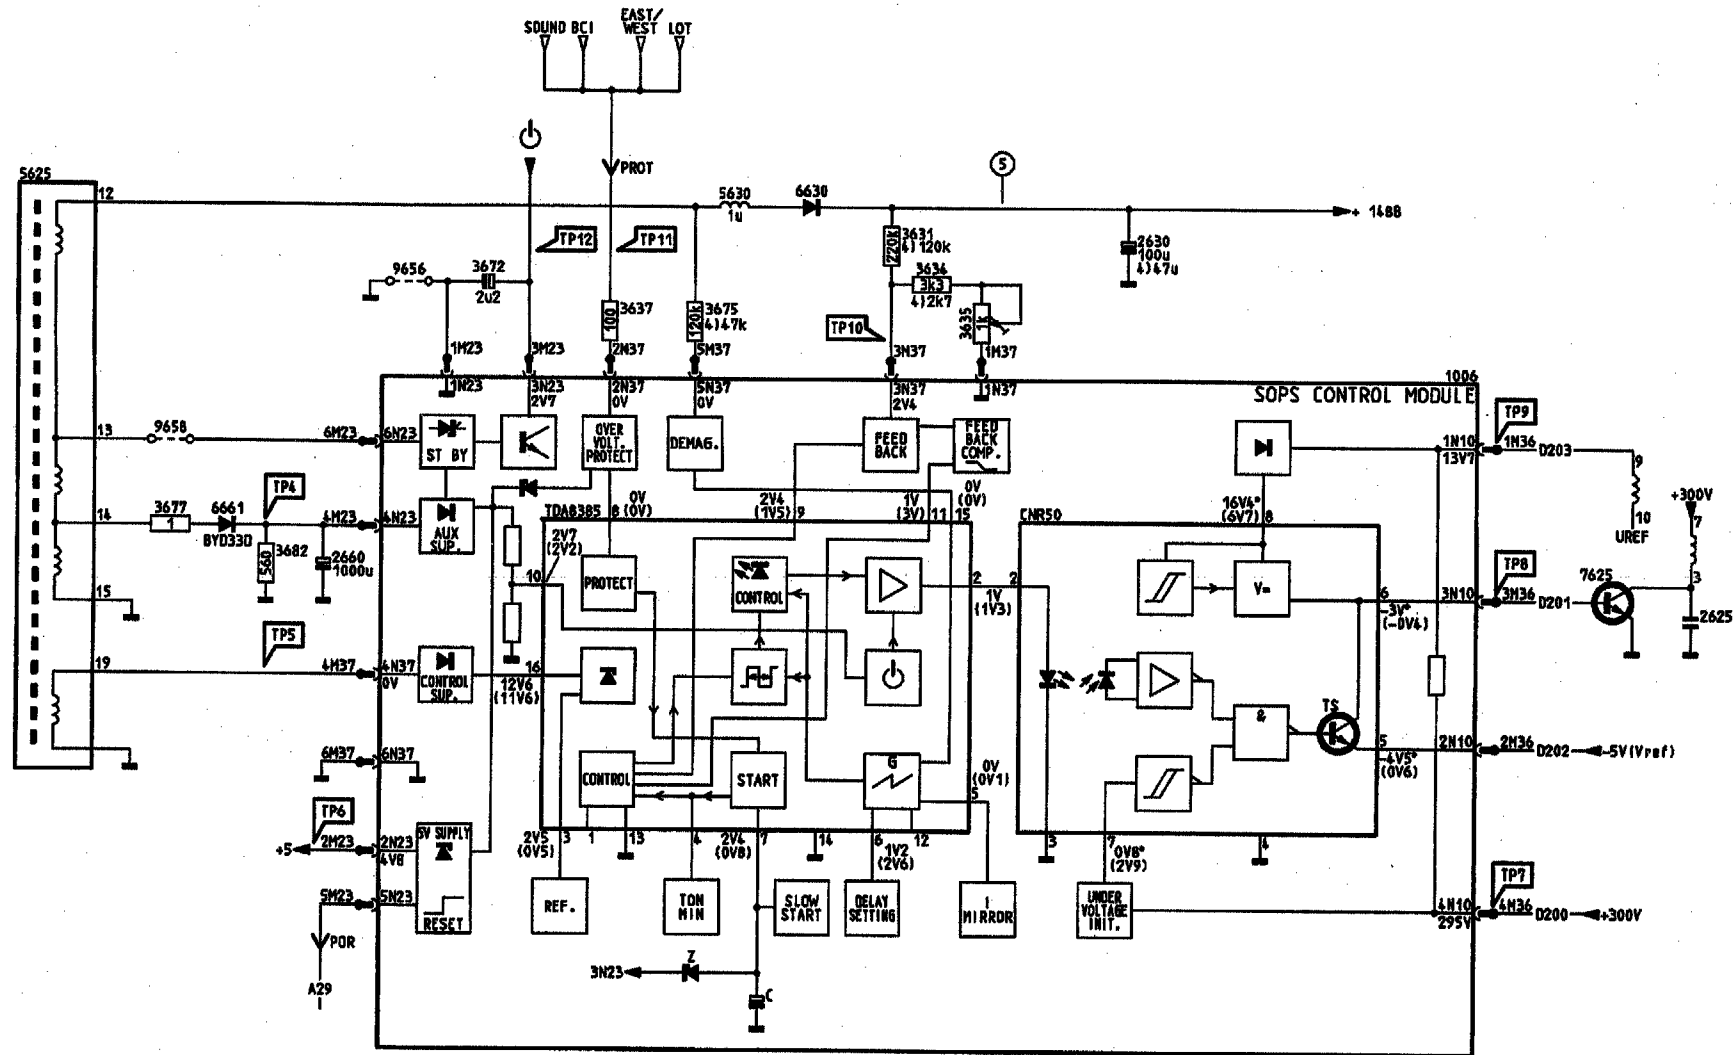 EAST/
SOUND BCI WEST LOT
PROT
5
S625
12
5630
1u
6630
+ 148B
TP12
TP11
9656
3672
2u2
3637
100
3675
120k
4)47k
3631
220k
4)120k
3634
3k3
4)2k7
3635
1k
2630
100u
4)47u
TP10
1M23
3M23
2N37
5M37
3M37
1M37
1N23
3N23
2V7
2N37
0V
5N37
0V
3N37
2V4
1N37
1006
SOPS CONTROL MODULE
13
9658
6M23
6N23
ST BY
OVER
VOLT.
PROTECT
DEMAG.
FEED
BACK
FEED
BACK
COMP.
TP9
1N10
13V7
1M36
D203
9
10
UREF
+300V
7
3
14
3677
1
6661
BYD33D
TP4
3682
560
2660
1000u
4M23
4N23
AUX
SUP.
TDA8385
8
0V
(0V)
2V4
(1V5)
9
1V
(3V)
11
0V
(0V)
15
CNR50
16V4*
(6V7)
8
2V7
(2V2)
10
PROTECT
CONTROL
2
1V
(1V3)
2
V=
6
-3V*
(-0V4)
TP8
3N10
3M36
D201
7625
2625
15
TP5
19
4M37
4N37
0V
CONTROL
SUP.
16
12V6
(11V6)
&
TS
5
-4V5*
(0V6)
2N10
2M36
D202
-5V(Vref)
6M37
6N37
CONTROL
START
G
0V
(0V1)
5
TP6
+5
2M23
2N23
4V8
5V SUPPLY
RESET
2V5
(0V5)
3
1
13
4
2V4
(0V8)
7
14
6
1V2
(2V6)
12
3
7
0V8*
(2V9)
4
5M23
5N23
POR
A29
REF.
TON
MIN
SLOW
START
DELAY
SETTING
I
MIRROR
UNDER
VOLTAGE
INIT.
TP7
4N10
295V
4M36
D200
+300V
3N23
Z
C